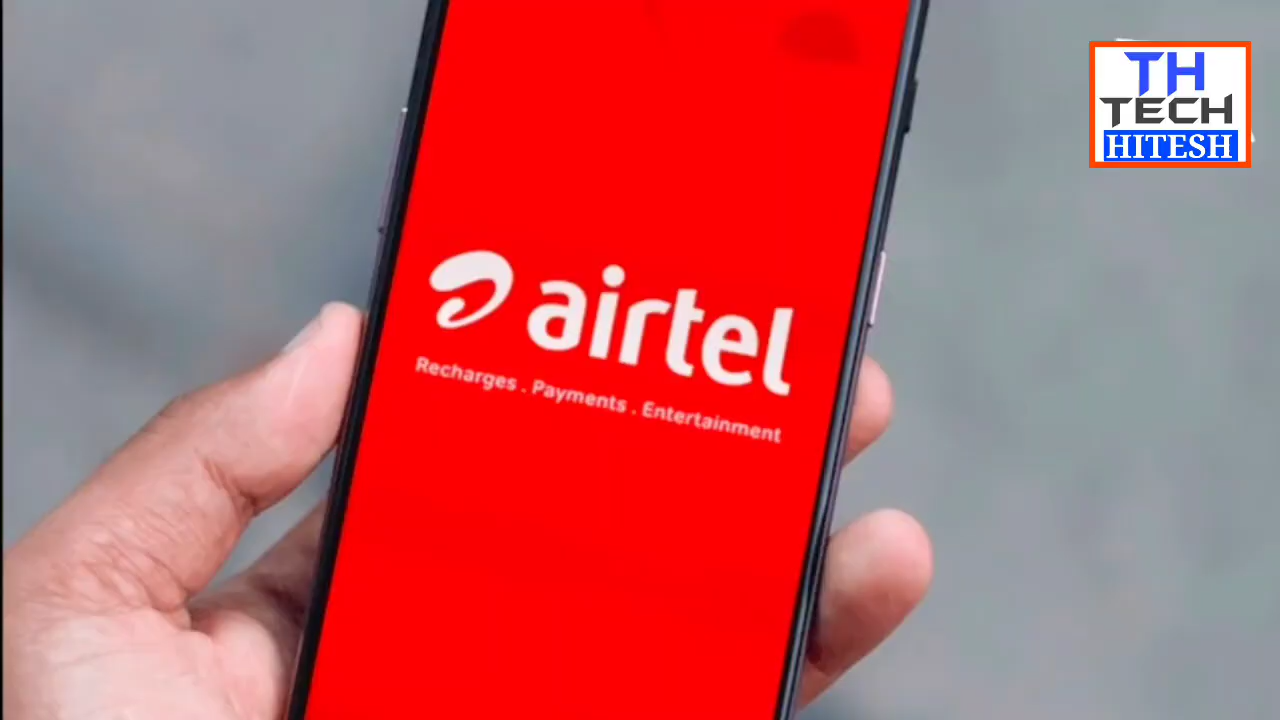 airtel
Recharges . Payments . Entertainment
TH
TECH
HITESH